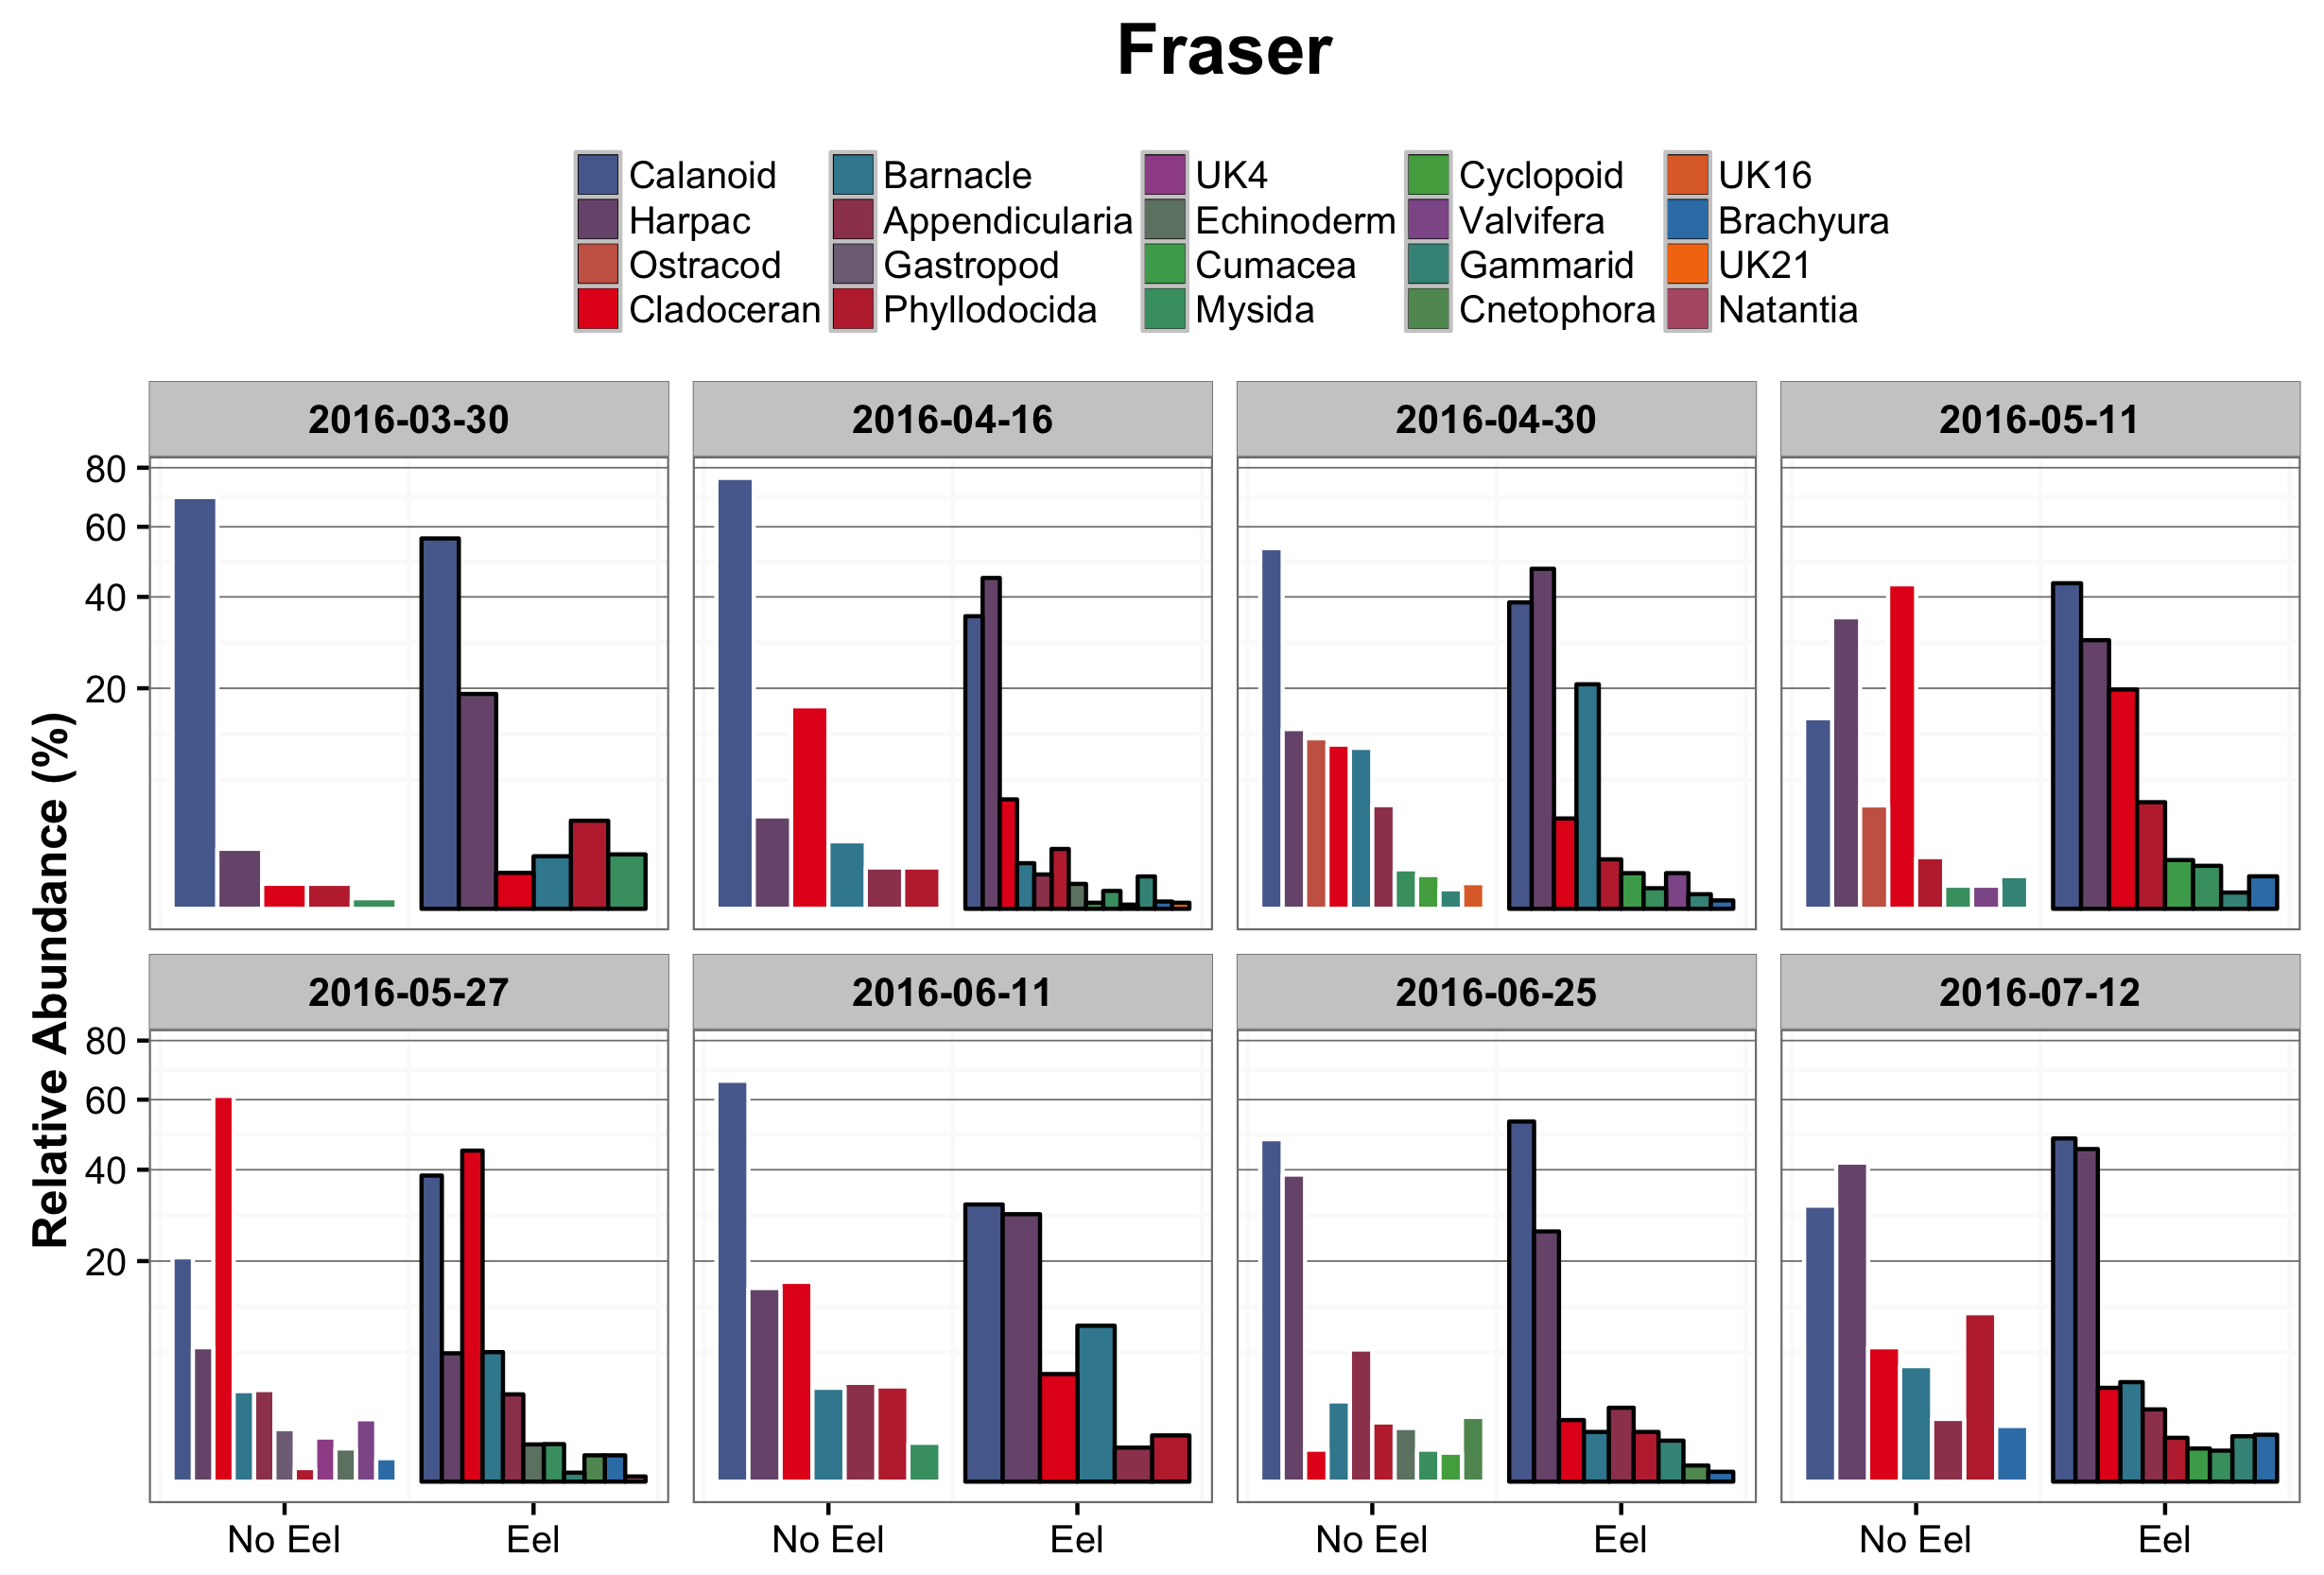 Fraser
Calanoid Barnacle UK4 Cyclopoid UK16
Harpac Appendicularia Echinoderm Valvifera Brachyura
Ostracod Gastropod Cumacea Gammarid UK21
Cladoceran Phyllodocida Mysida Cnetophora Natantia
Relative Abundance (%)
2016-03-30 2016-04-16 2016-04-30 2016-05-11
80
60
40
20
2016-05-27 2016-06-11 2016-06-25 2016-07-12
80
60
40
20
No Eel Eel No Eel Eel No Eel Eel No Eel Eel